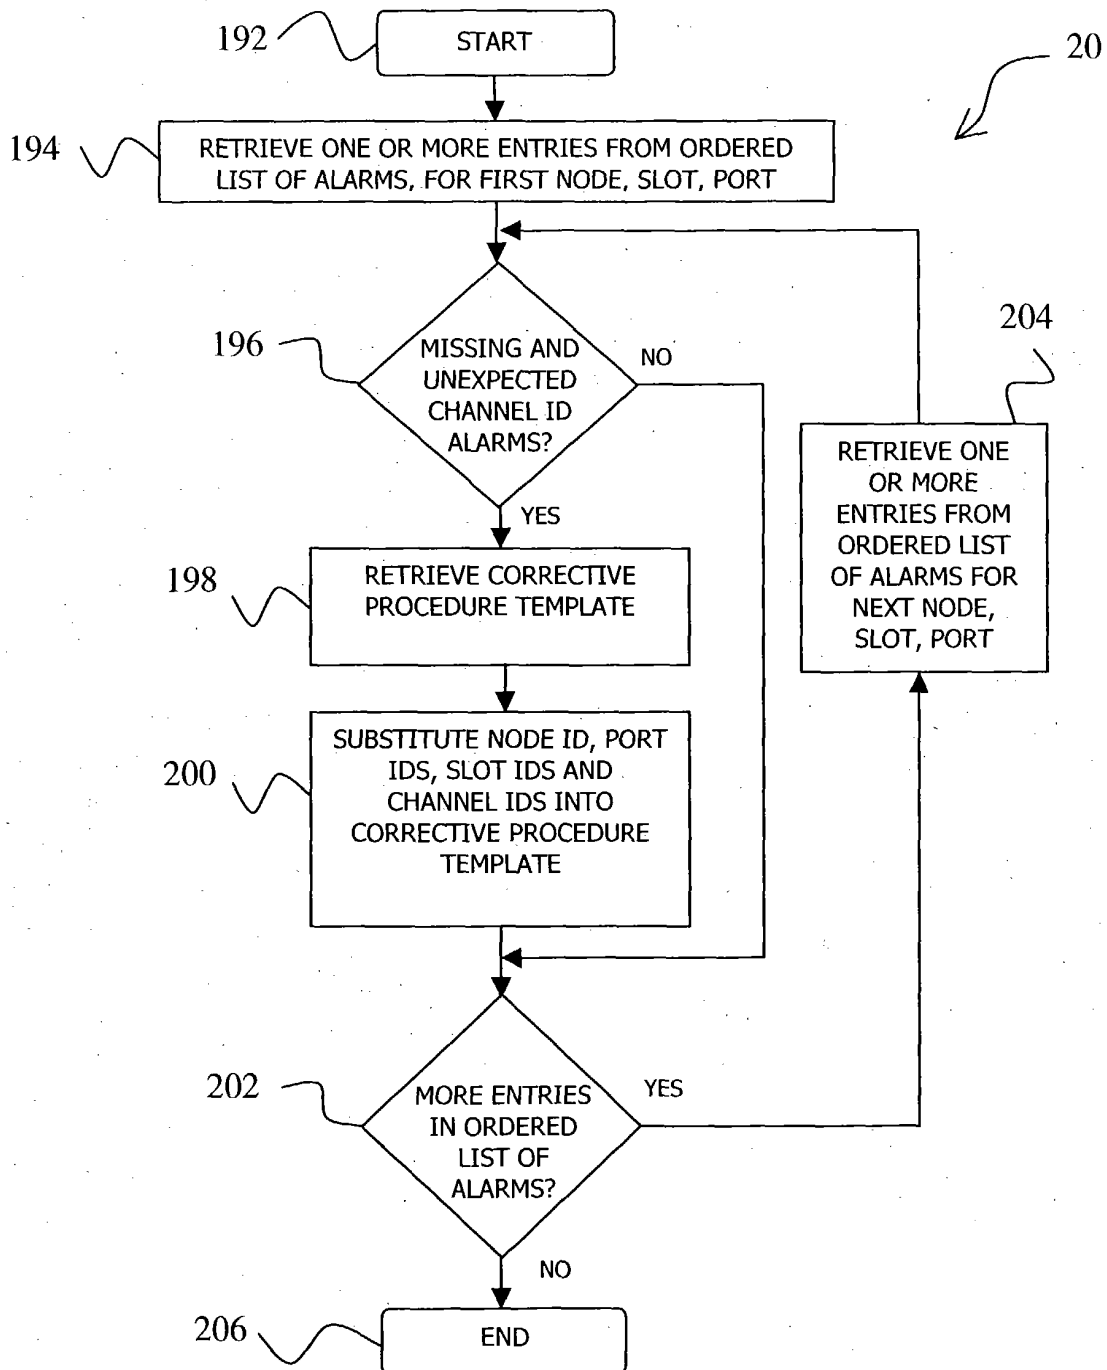 192
START
20
194
RETRIEVE ONE OR MORE ENTRIES FROM ORDERED
LIST OF ALARMS, FOR FIRST NODE, SLOT, PORT
196
MISSING AND
UNEXPECTED
CHANNEL ID
ALARMS?
NO
YES
204
RETRIEVE ONE
OR MORE
ENTRIES FROM
ORDERED LIST
OF ALARMS FOR
NEXT NODE,
SLOT, PORT
198
RETRIEVE CORRECTIVE
PROCEDURE TEMPLATE
200
SUBSTITUTE NODE ID, PORT
IDS, SLOT IDS AND
CHANNEL IDS INTO
CORRECTIVE PROCEDURE
TEMPLATE
202
MORE ENTRIES
IN ORDERED
LIST OF
ALARMS?
YES
NO
206
END